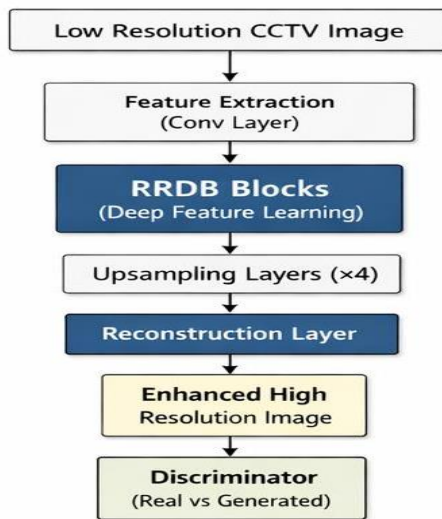 Low Resolution CCTV Image
Feature Extraction
(Conv Layer)
RRDB Blocks
(Deep Feature Learning)
Upsampling Layers (×4)
Reconstruction Layer
Enhanced High
Resolution Image
Discriminator
(Real vs Generated)